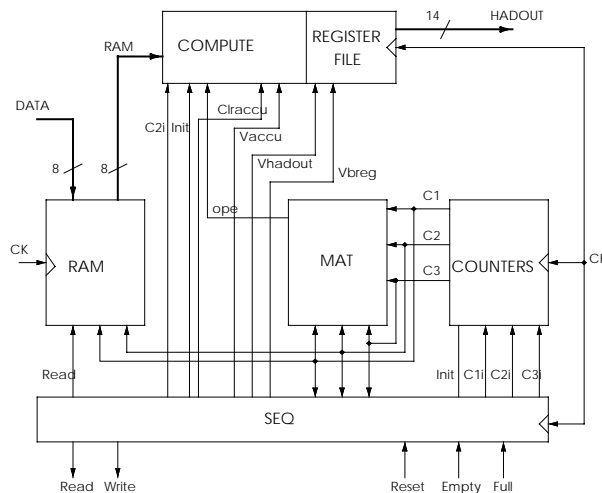 14
HADOUT
RAM
COMPUTE
REGISTER
FILE
DATA
C2i
Init
Clraccu
Vaccu
Vhadout
Vbreg
8
8
ope
C1
C2
C3
CK
RAM
MAT
COUNTERS
Read
Init
C1i
C2i
C3i
SEQ
Read
Write
Reset
Empty
Full